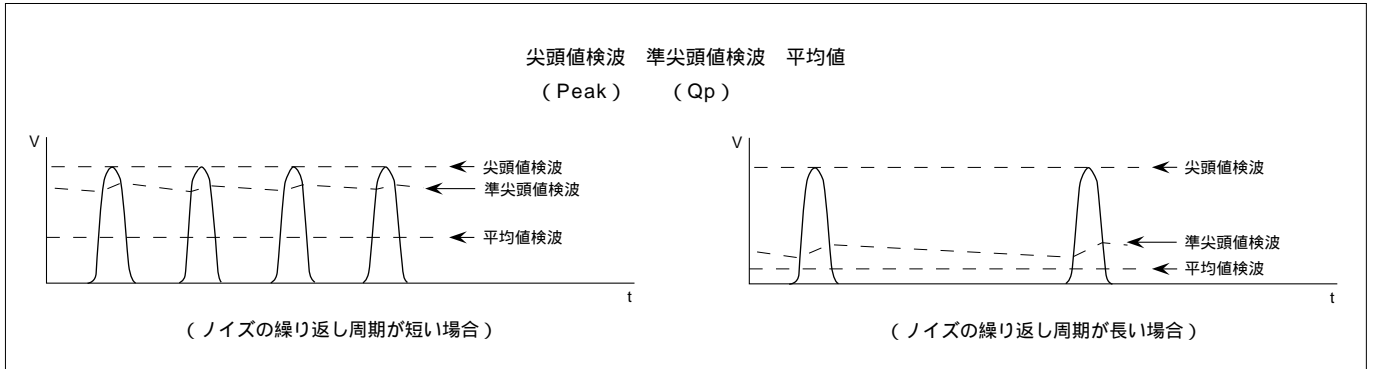 尖頭値検波　準尖頭値検波　平均値
（Peak）　（Qp）
V
尖頭値検波
準尖頭値検波
平均値検波
t
（ノイズの繰り返し周期が短い場合）
V
尖頭値検波
準尖頭値検波
平均値検波
t
（ノイズの繰り返し周期が長い場合）